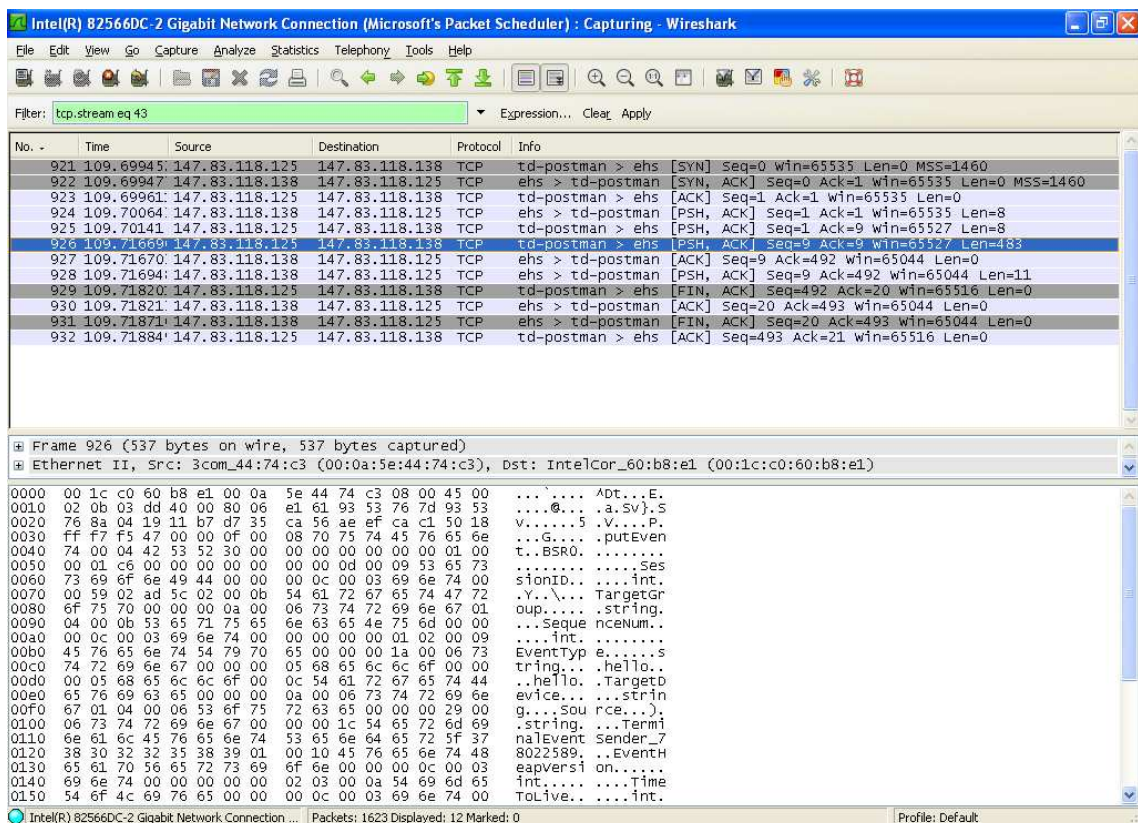 Intel(R) 82566DC-2 Gigabit Network Connection (Microsoft's Packet Scheduler) : Capturing - Wireshark
File Edit View Go Capture Analyze Statistics Telephony Tools Help
Filter: tcp.stream eq 43 Expression... Clear Apply
No. . Time Source Destination Protocol Info
921 109.69945 147.83.118.125 147.83.118.138 TCP td-postman > ehs [SYN] Seq=0 Win=65535 Len=0 MSS=1460
922 109.69947 147.83.118.138 147.83.118.125 TCP ehs > td-postman [SYN, ACK] Seq=0 Ack=1 Win=65535 Len=0 MSS=1460
923 109.69961 147.83.118.125 147.83.118.138 TCP td-postman > ehs [ACK] Seq=1 Ack=1 Win=65535 Len=0
924 109.70064 147.83.118.138 147.83.118.125 TCP ehs > td-postman [PSH, ACK] Seq=1 Ack=1 Win=65535 Len=8
925 109.70141 147.83.118.125 147.83.118.138 TCP td-postman > ehs [PSH, ACK] Seq=1 Ack=9 Win=65527 Len=8
926 109.71669 147.83.118.125 147.83.118.138 TCP td-postman > ehs [PSH, ACK] Seq=9 Ack=9 Win=65527 Len=483
927 109.71670 147.83.118.138 147.83.118.125 TCP ehs > td-postman [ACK] Seq=9 Ack=492 Win=65044 Len=0
928 109.71694 147.83.118.138 147.83.118.125 TCP ehs > td-postman [PSH, ACK] Seq=9 Ack=492 Win=65044 Len=11
929 109.71820 147.83.118.125 147.83.118.138 TCP td-postman > ehs [FIN, ACK] Seq=492 Ack=20 Win=65516 Len=0
930 109.71821 147.83.118.138 147.83.118.125 TCP ehs > td-postman [ACK] Seq=20 Ack=493 Win=65044 Len=0
931 109.71871 147.83.118.138 147.83.118.125 TCP ehs > td-postman [FIN, ACK] Seq=20 Ack=493 Win=65044 Len=0
932 109.71884 147.83.118.125 147.83.118.138 TCP td-postman > ehs [ACK] Seq=493 Ack=21 Win=65516 Len=0
Frame 926 (537 bytes on wire, 537 bytes captured)
Ethernet II, Src: 3com_44:74:c3 (00:0a:5e:44:74:c3), Dst: IntelCor_60:b8:e1 (00:1c:c0:60:b8:e1)
0000 00 1c c0 60 b8 e1 00 0a 5e 44 74 c3 08 00 45 00 ...`.... ^Dt...E.
0010 02 0b 03 dd 40 00 80 06 e1 61 93 53 76 7d 93 53 ....@... .a.Sv}.S
0020 76 8a 04 19 11 b7 d7 35 ca 56 ae ef ca c1 50 18 v......5 .V....P.
0030 ff f7 f5 47 00 00 0f 00 08 70 75 74 45 76 65 6e ...G.... .putEven
0040 74 00 04 42 53 52 30 00 00 00 00 00 00 00 01 00 t..BSR0. ........
0050 00 01 c6 00 00 00 00 00 00 0d 00 09 53 65 73 ........ .....Ses
0060 73 69 6f 6e 49 44 00 00 00 0c 00 03 69 6e 74 00 sionID.. ....int.
0070 00 59 02 ad 5c 02 00 0b 54 61 72 67 65 74 47 72 .Y..\... TargetGr
0080 6f 75 70 00 00 00 0a 00 06 73 74 72 69 6e 67 01 oup..... .string.
0090 04 00 0b 53 65 71 75 65 6e 63 65 4e 75 6d 00 00 ...Seque nceNum..
00a0 00 0c 00 03 69 6e 74 00 00 00 00 00 01 02 00 09 ....int. ........
00b0 45 76 65 6e 74 54 79 70 65 00 00 00 1a 00 06 73 EventTyp e......s
00c0 74 72 69 6e 67 00 00 00 05 68 65 6c 6c 6f 00 00 tring... .hello..
00d0 00 05 68 65 6c 6c 6f 00 0c 54 61 72 67 65 74 44 ..hello. .TargetD
00e0 65 76 69 63 65 00 00 00 0a 00 06 73 74 72 69 6e evice... ...strin
00f0 67 01 04 00 06 53 6f 75 72 63 65 00 00 00 29 00 g....Sou rce...).
0100 06 73 74 72 69 6e 67 00 00 00 1c 54 65 72 6d 69 .string. ...Termi
0110 6e 61 6c 45 76 65 6e 74 53 65 6e 64 65 72 5f 37 nalEvent Sender_7
0120 38 30 32 32 35 38 39 01 00 10 45 76 65 6e 74 48 8022589. ..EventH
0130 65 61 70 56 65 72 73 69 6f 6e 00 00 00 0c 00 03 eapVersi on......
0140 69 6e 74 00 00 00 00 00 02 03 00 0a 54 69 6d 65 int..... ....Time
0150 54 6f 4c 69 76 65 00 00 00 0c 00 03 69 6e 74 00 ToLive.. ....int.
Intel(R) 82566DC-2 Gigabit Network Connection ... Packets: 1623 Displayed: 12 Marked: 0 Profile: Default